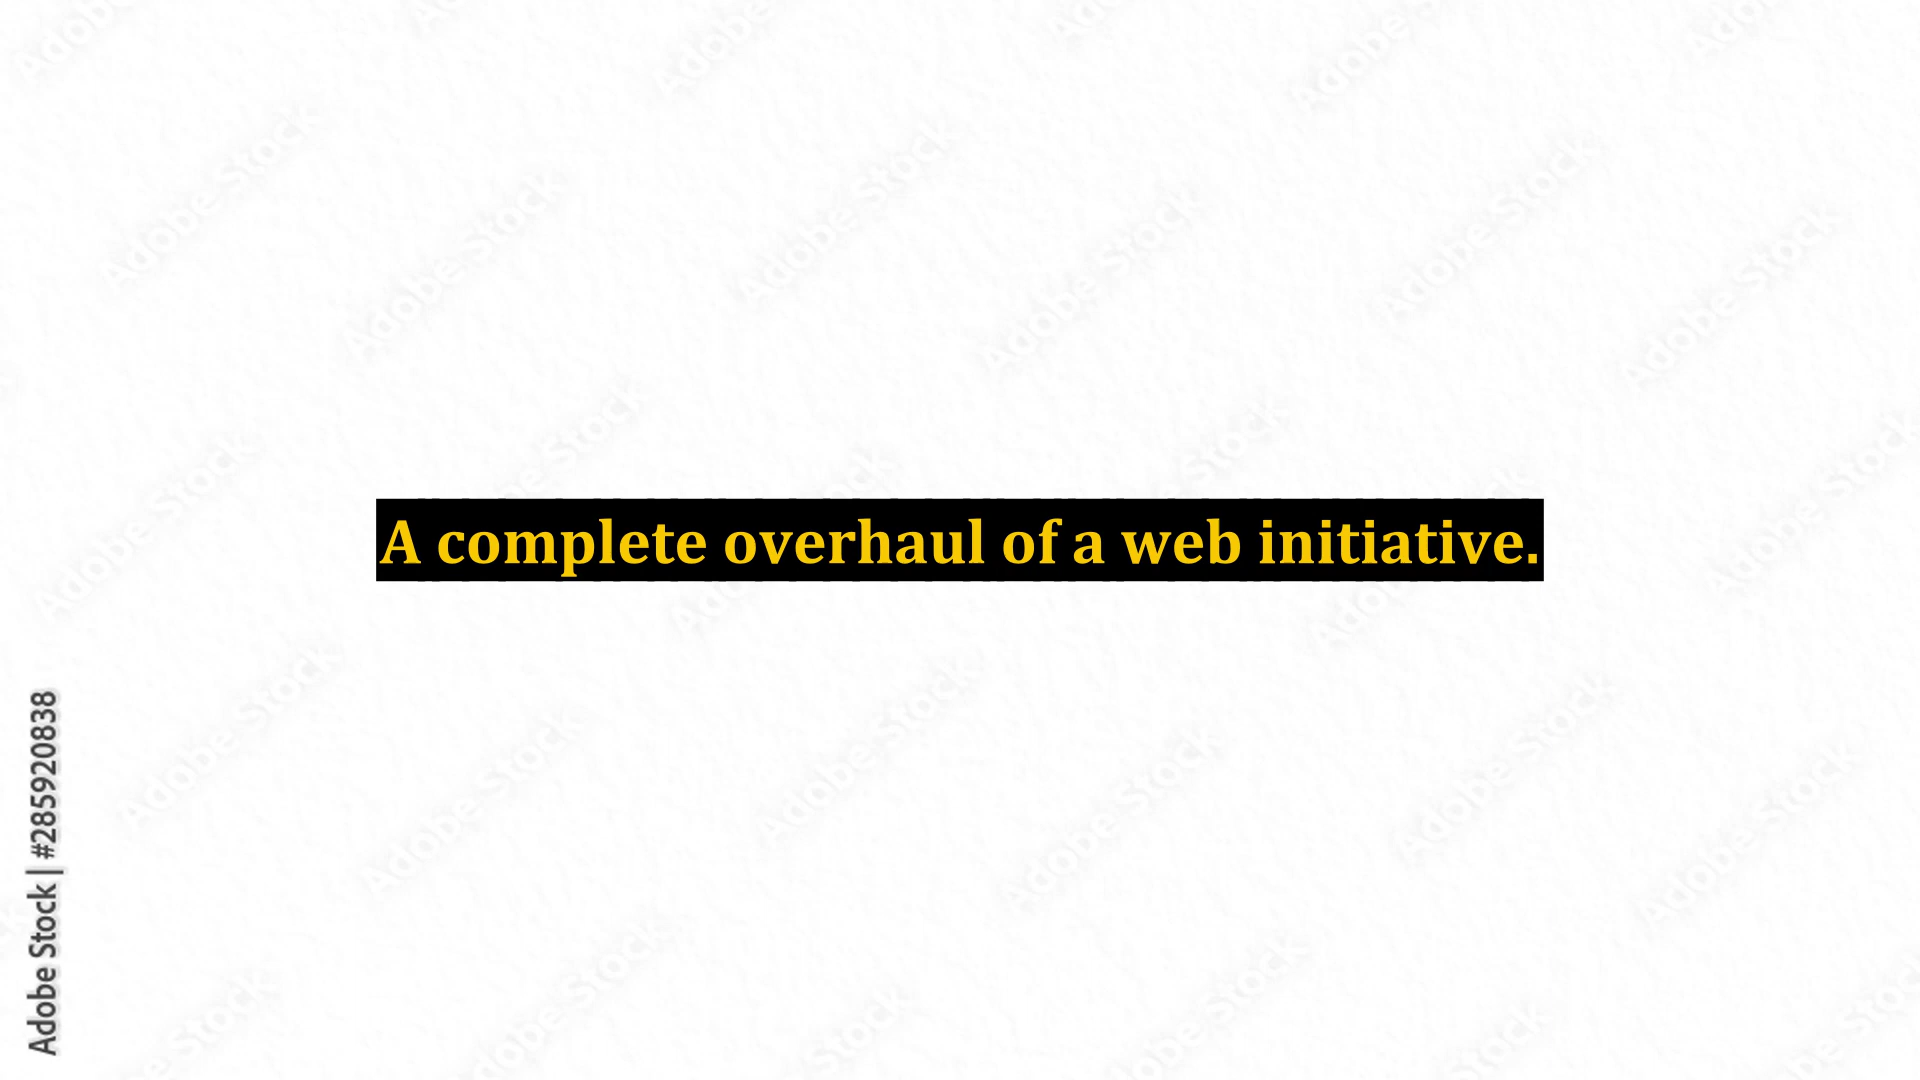 A complete overhaul of a web initiative.
Adobe Stock | #285920838